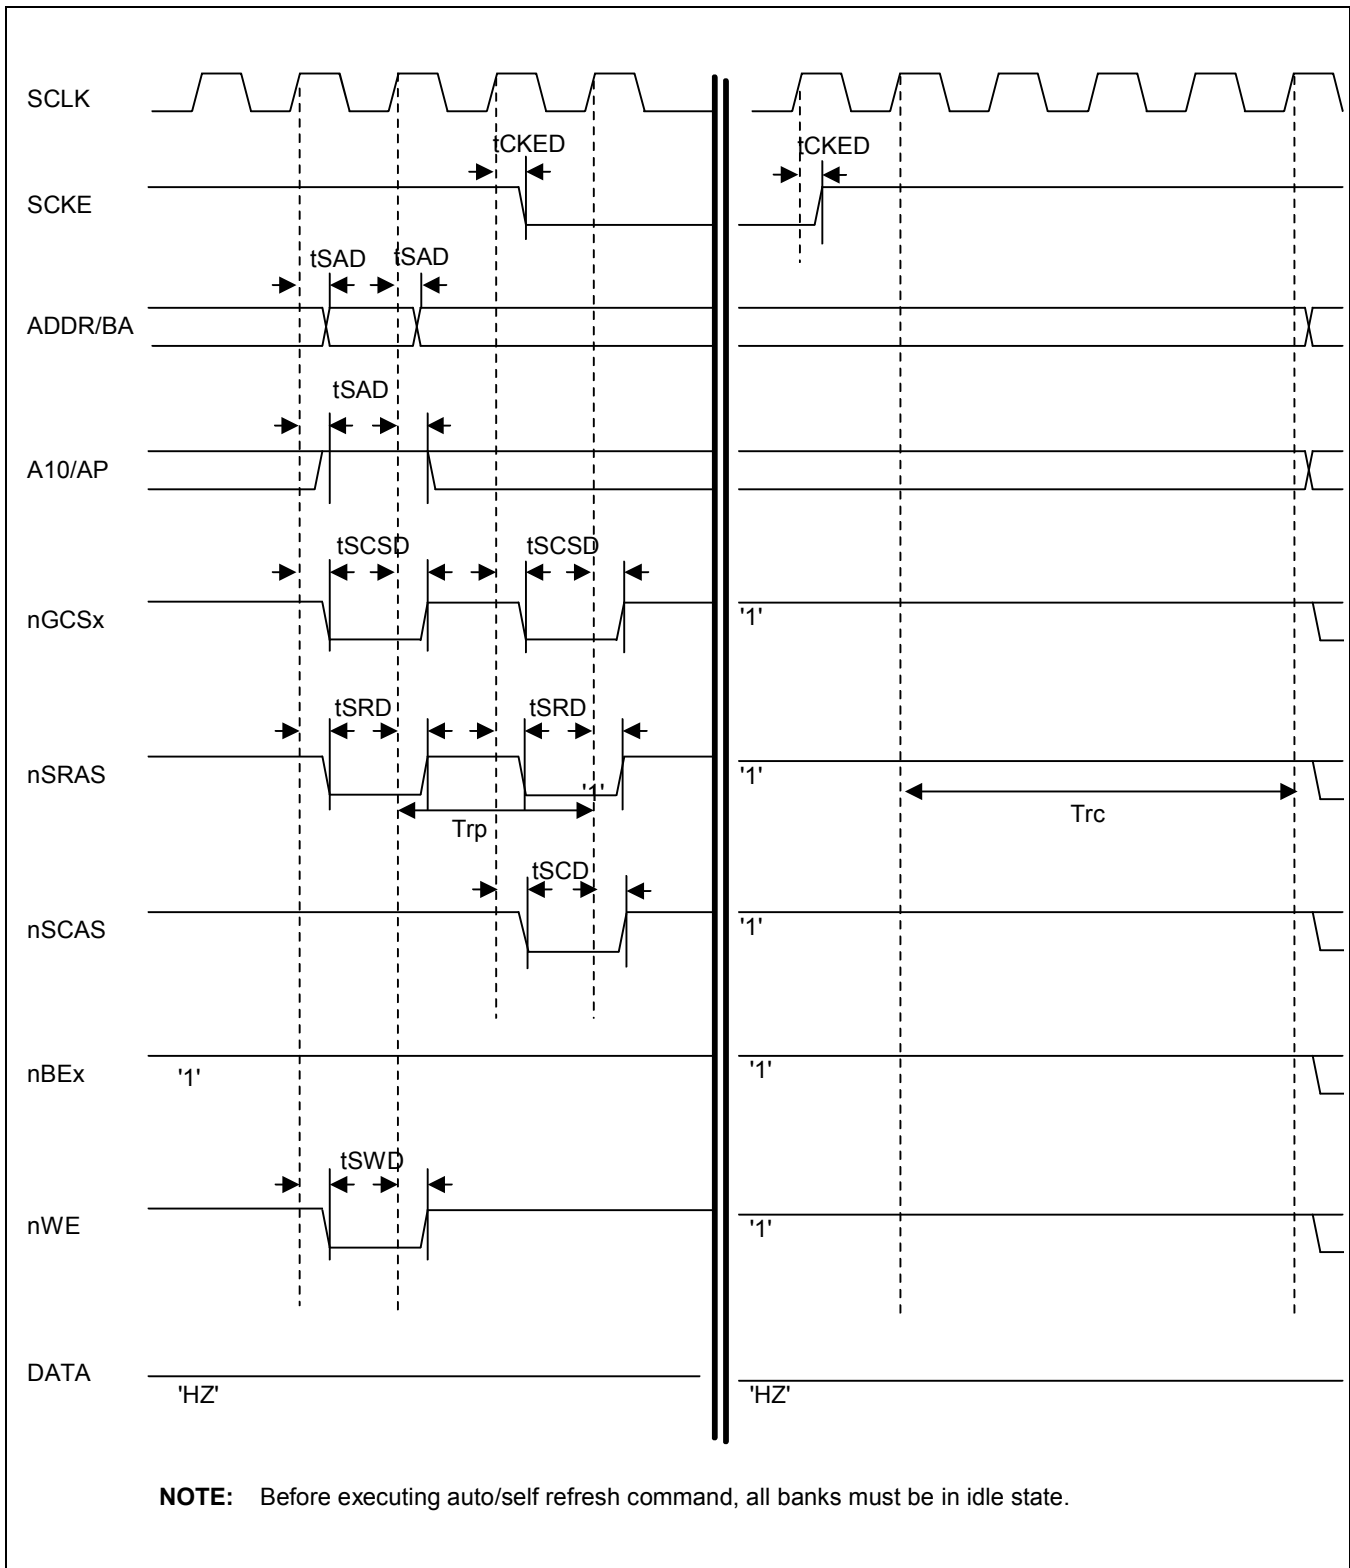 SCLK
tCKED
tCKED
SCKE
tSAD
tSAD
ADDR/BA
tSAD
A10/AP
tSCSD
tSCSD
nGCSx
'1'
tSRD
tSRD
nSRAS
'1'
'1'
Trp
Trc
tSCD
nSCAS
'1'
nBEx
'1'
'1'
tSWD
nWE
'1'
DATA
'HZ'
'HZ'
NOTE: Before executing auto/self refresh command, all banks must be in idle state.